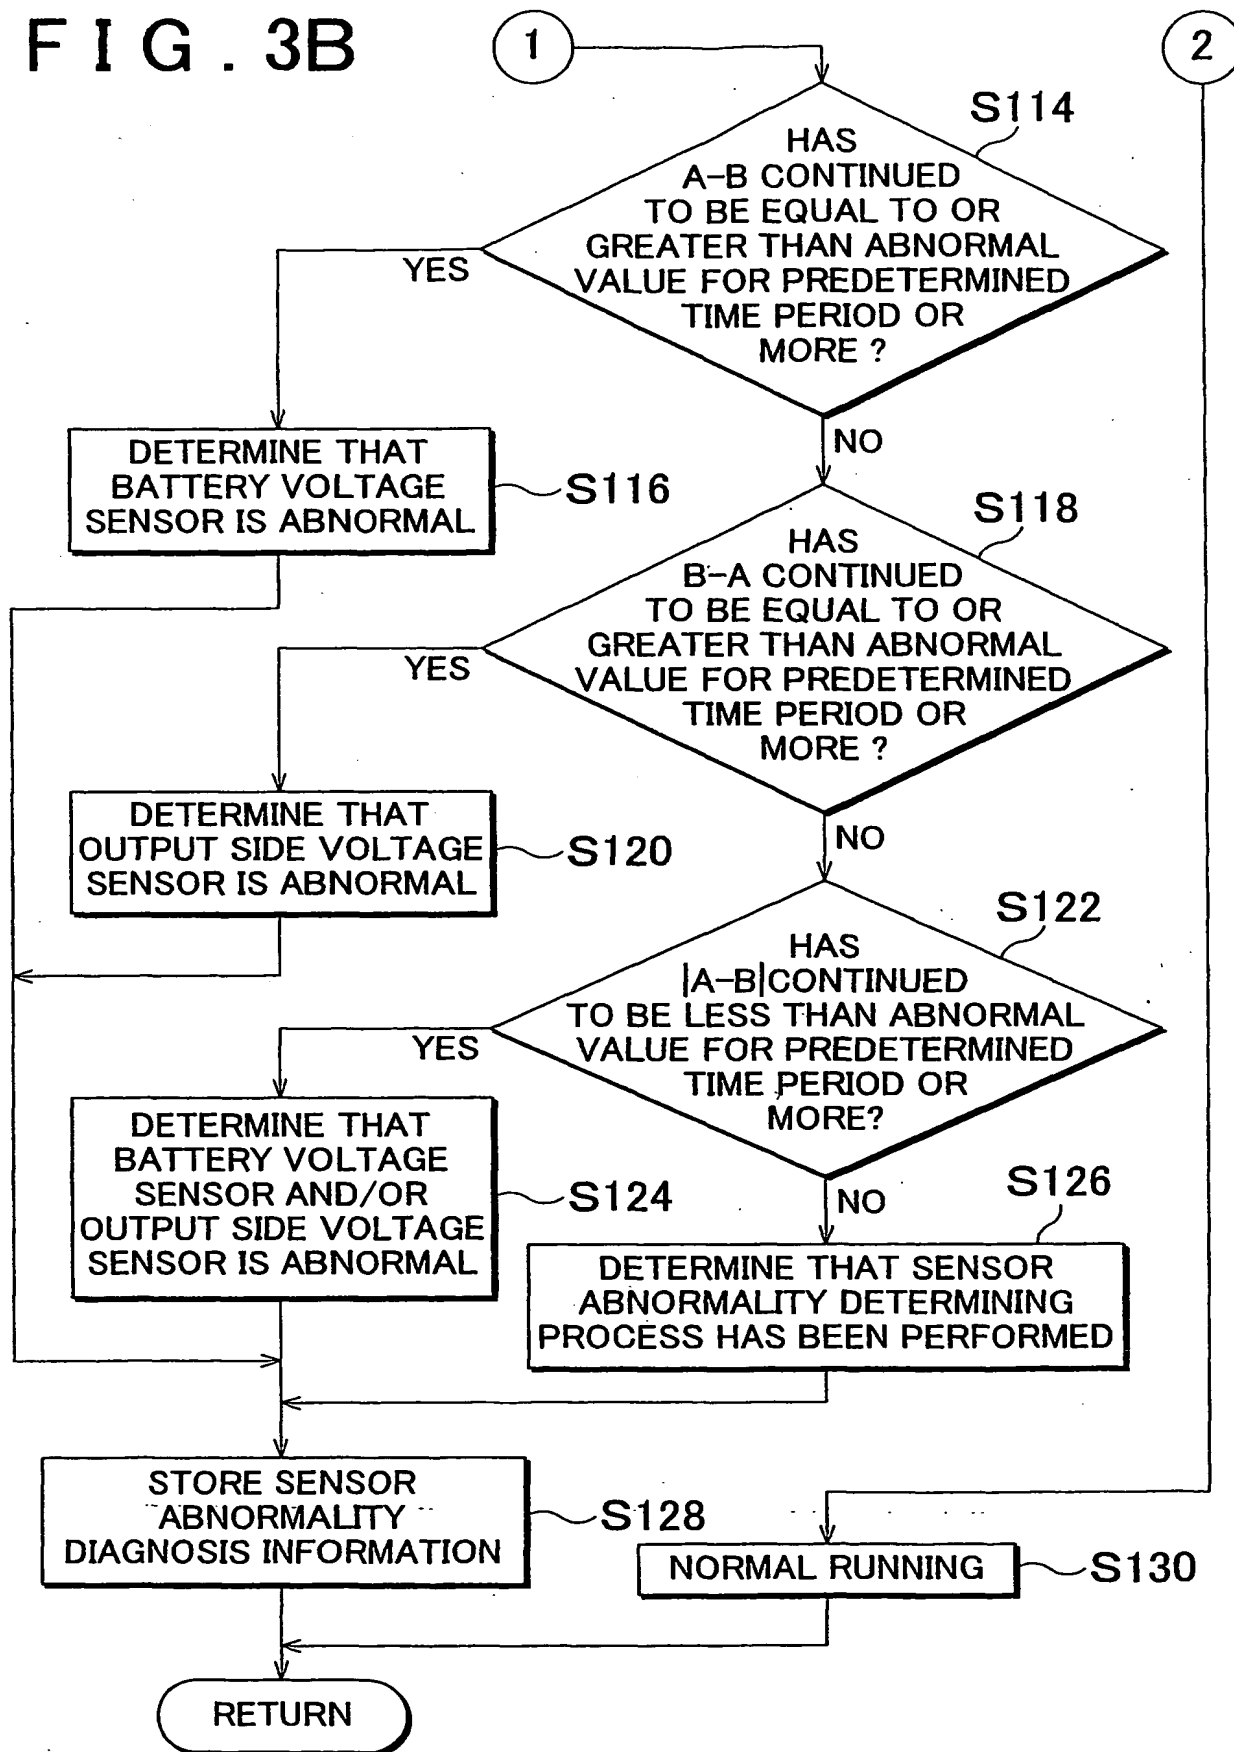 FIG. 3B
1
2
S114
HAS
A-B CONTINUED
TO BE EQUAL TO OR
GREATER THAN ABNORMAL
VALUE FOR PREDETERMINED
TIME PERIOD OR
MORE ?
YES
NO
DETERMINE THAT
BATTERY VOLTAGE
SENSOR IS ABNORMAL
S116
S118
HAS
B-A CONTINUED
TO BE EQUAL TO OR
GREATER THAN ABNORMAL
VALUE FOR PREDETERMINED
TIME PERIOD OR
MORE ?
YES
NO
DETERMINE THAT
OUTPUT SIDE VOLTAGE
SENSOR IS ABNORMAL
S120
S122
HAS
|A-B|CONTINUED
TO BE LESS THAN ABNORMAL
VALUE FOR PREDETERMINED
TIME PERIOD OR
MORE?
YES
NO
DETERMINE THAT
BATTERY VOLTAGE
SENSOR AND/OR
OUTPUT SIDE VOLTAGE
SENSOR IS ABNORMAL
S124
S126
DETERMINE THAT SENSOR
ABNORMALITY DETERMINING
PROCESS HAS BEEN PERFORMED
STORE SENSOR
ABNORMALITY
DIAGNOSIS INFORMATION
S128
NORMAL RUNNING
S130
RETURN